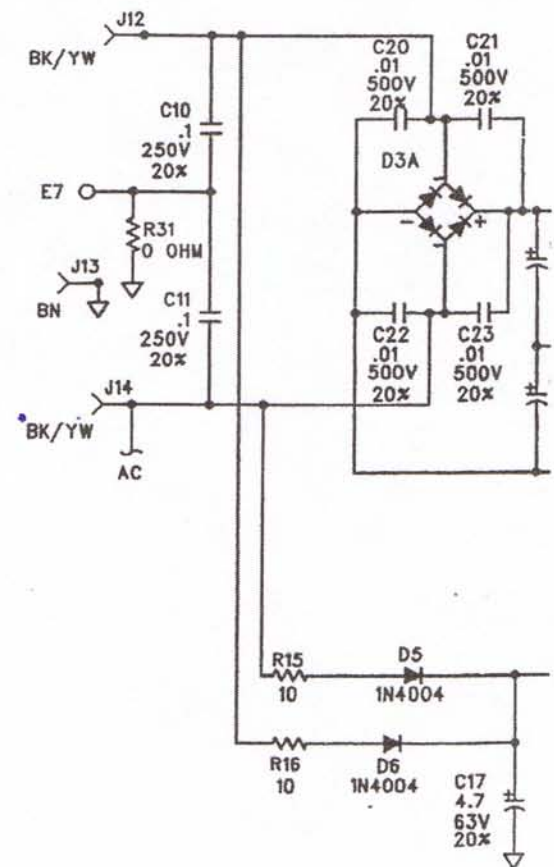 J12
BK/YW
C10
.1
250V
20%
E7
R31
0 OHM
J13
BN
C11
.1
250V
20%
J14
BK/YW
AC
C20
.01
500V
20%
C21
.01
500V
20%
D3A
-
+
C22
.01
500V
20%
C23
.01
500V
20%
+
+
R15
10
D5
1N4004
R16
10
D6
1N4004
C17
4.7
63V
20%
+